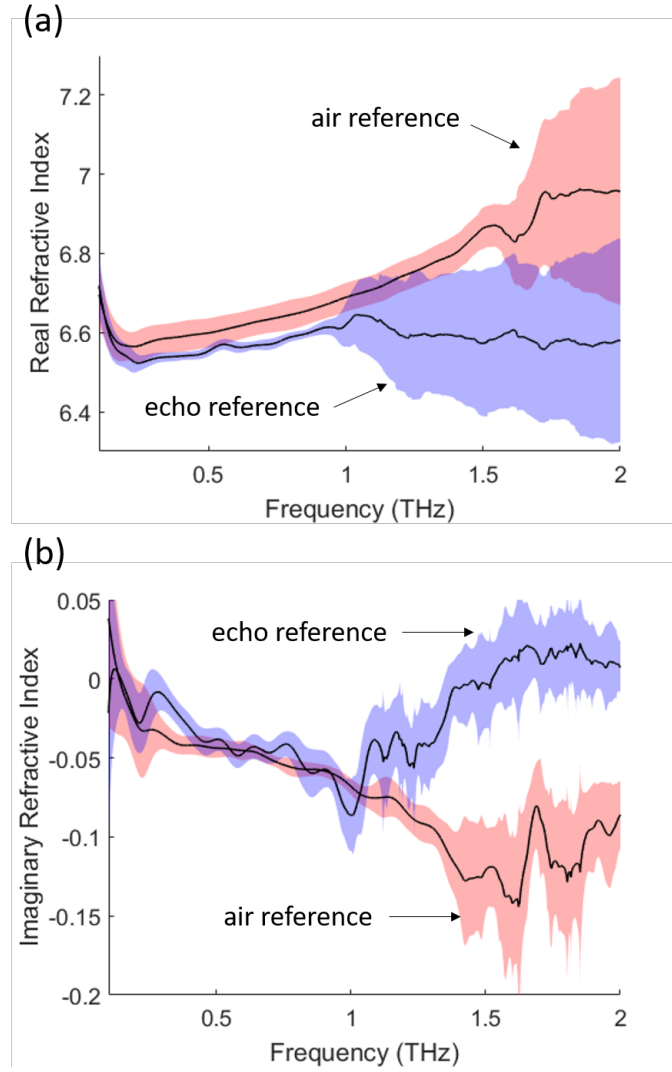 (a)
7.2
7
6.8
6.6
6.4
Real Refractive Index
air reference
echo reference
0.5
1
1.5
2
Frequency (THz)
(b)
0.05
0
-0.05
-0.1
-0.15
-0.2
Imaginary Refractive Index
echo reference
air reference
0.5
1
1.5
2
Frequency (THz)